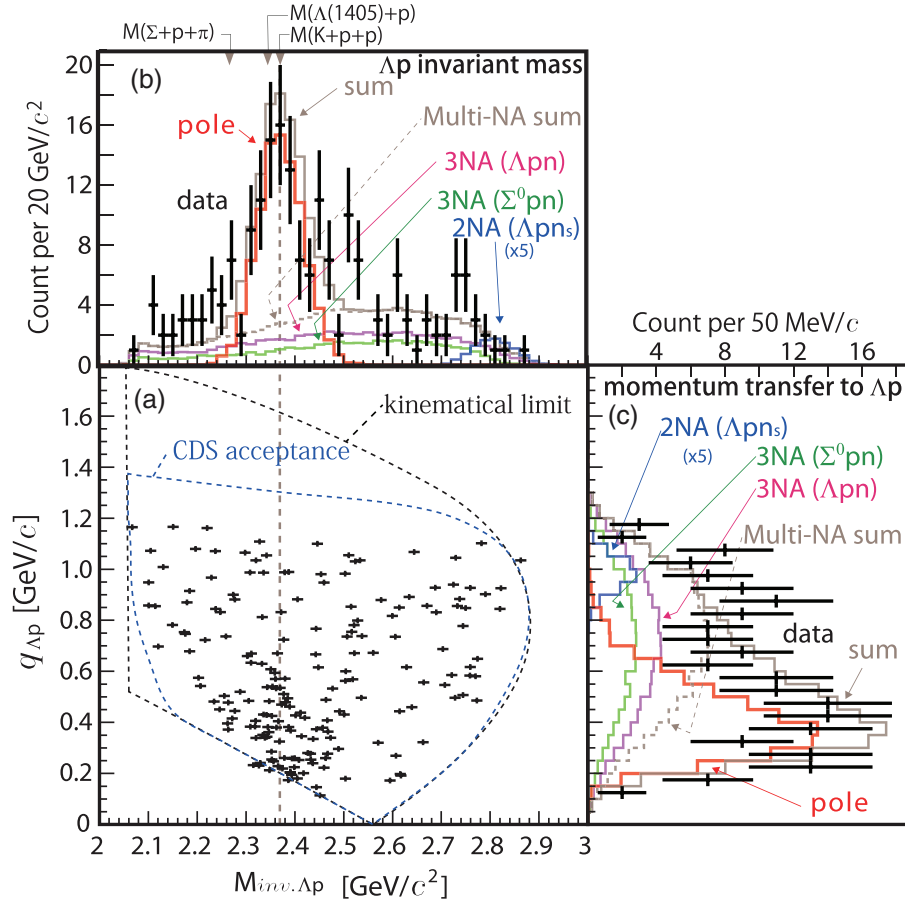 M(Λ(1405)+p)
M(Σ+p+π)
M(K+p+p)
(b)
Λp invariant mass
sum
Multi-NA sum
pole
3NA (Λpn)
data
3NA (Σ⁰pn)
2NA (Λpnₛ)
(x5)
Count per 20 GeV/c²
20
16
12
8
4
0
(a)
kinematical limit
CDS acceptance
q Λp [GeV/c]
1.6
1.4
1.2
1.0
0.8
0.6
0.4
0.2
0
2 2.1 2.2 2.3 2.4 2.5 2.6 2.7 2.8 2.9 3
M inv.Λp [GeV/c²]
Count per 50 MeV/c
4 8 12 16
momentum transfer to Λp
(c)
2NA (Λpnₛ)
(x5)
3NA (Σ⁰pn)
3NA (Λpn)
Multi-NA sum
data
sum
pole